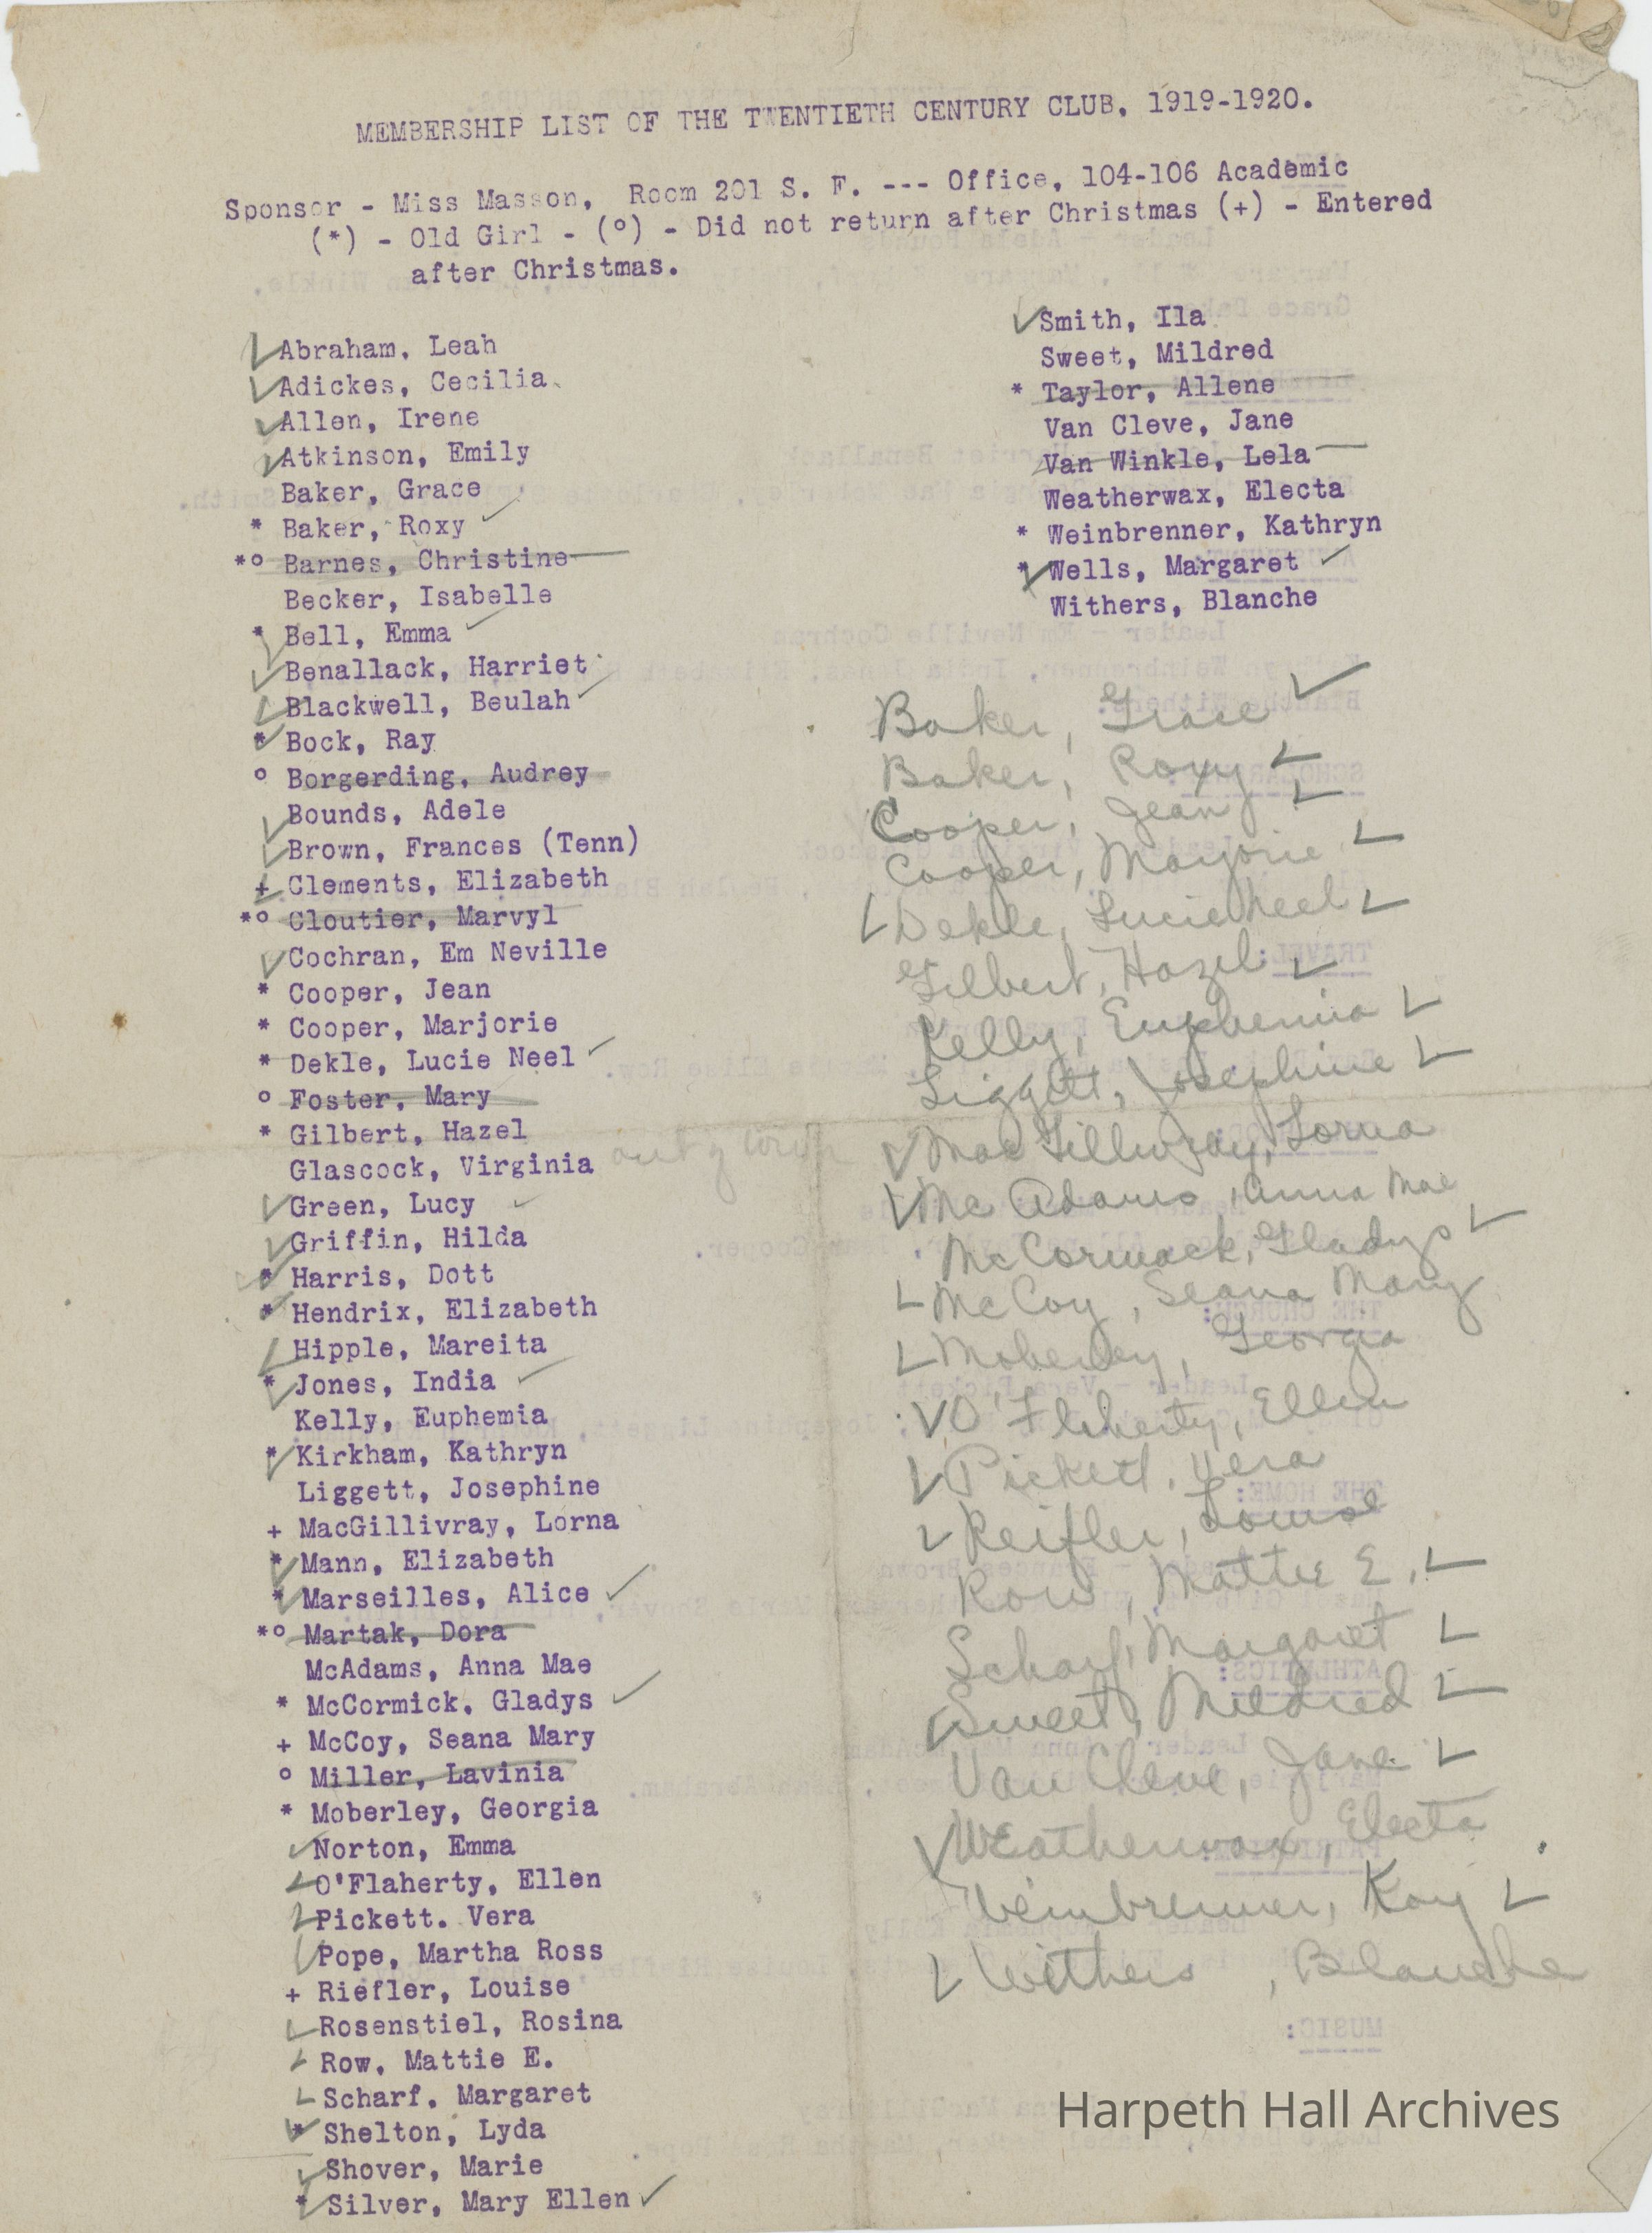 MEMBERSHIP LIST OF THE TWENTIETH CENTURY CLUB, 1919-1920.
Sponsor - Miss Masson, Room 201 S. F. --- Office, 104-106 Academic
(*) - Old Girl - (o) - Did not return after Christmas (+) - Entered
after Christmas.
Abraham, Leah
Adickes, Cecilia
Allen, Irene
Atkinson, Emily
Baker, Grace
* Baker, Roxy
*o Barnes, Christine
Becker, Isabelle
* Bell, Emma
Benallack, Harriet
Blackwell, Beulah
* Bock, Ray
o Borgerding, Audrey
Bounds, Adele
Brown, Frances (Tenn)
+ Clements, Elizabeth
*o Cloutier, Marvyl
Cochran, Em Neville
* Cooper, Jean
* Cooper, Marjorie
* Dekle, Lucie Neel
o Foster, Mary
* Gilbert, Hazel
Glascock, Virginia out of town
Green, Lucy
Griffin, Hilda
* Harris, Dott
* Hendrix, Elizabeth
Hipple, Mareita
* Jones, India
Kelly, Euphemia
* Kirkham, Kathryn
Liggett, Josephine
+ MacGillivray, Lorna
* Mann, Elizabeth
* Marseilles, Alice
*o Martak, Dora
McAdams, Anna Mae
* McCormick, Gladys
+ McCoy, Seana Mary
o Miller, Lavinia
* Moberley, Georgia
Norton, Emma
O'Flaherty, Ellen
Pickett. Vera
Pope, Martha Ross
+ Riefler, Louise
Rosenstiel, Rosina
Row, Mattie E.
Scharf, Margaret
* Shelton, Lyda
Shover, Marie
* Silver, Mary Ellen
Smith, Ila
Sweet, Mildred
* Taylor, Allene
Van Cleve, Jane
Van Winkle, Lela
Weatherwax, Electa
* Weinbrenner, Kathryn
* Wells, Margaret
Withers, Blanche
Baker, Grace
Baker, Roxy
Cooper, Jean
Cooper, Marjorie
Dekle, Lucie Neel
Gilbert, Hazel
Kelly, Euphemia
Liggett, Josephine
MacGillivray, Lorna
McAdams, Anna Mae
McCormack, Gladys
McCoy, Seana Mary
Moberley, Georgia
O'Flaherty, Ellen
Pickett, Vera
Reifler, Louise
Row, Mattie E.
Scharf, Margaret
Sweet, Mildred
Van Cleve, Jane
Weatherwax, Electa
Weinbrenner, Kay
Withers, Blanche
Harpeth Hall Archives